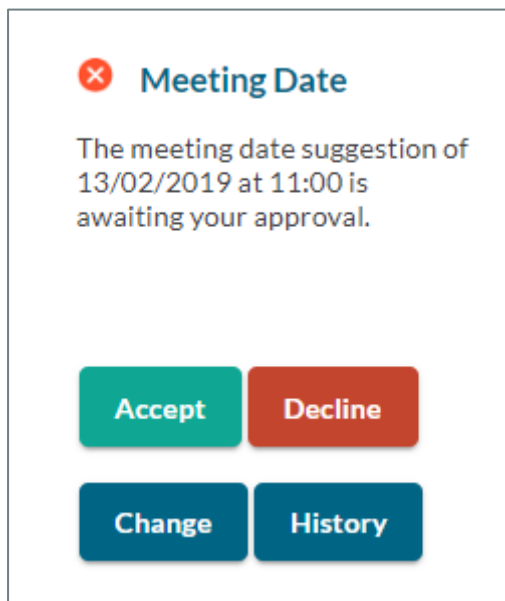 Meeting Date
The meeting date suggestion of
13/02/2019 at 11:00 is
awaiting your approval.
Accept Decline
Change History